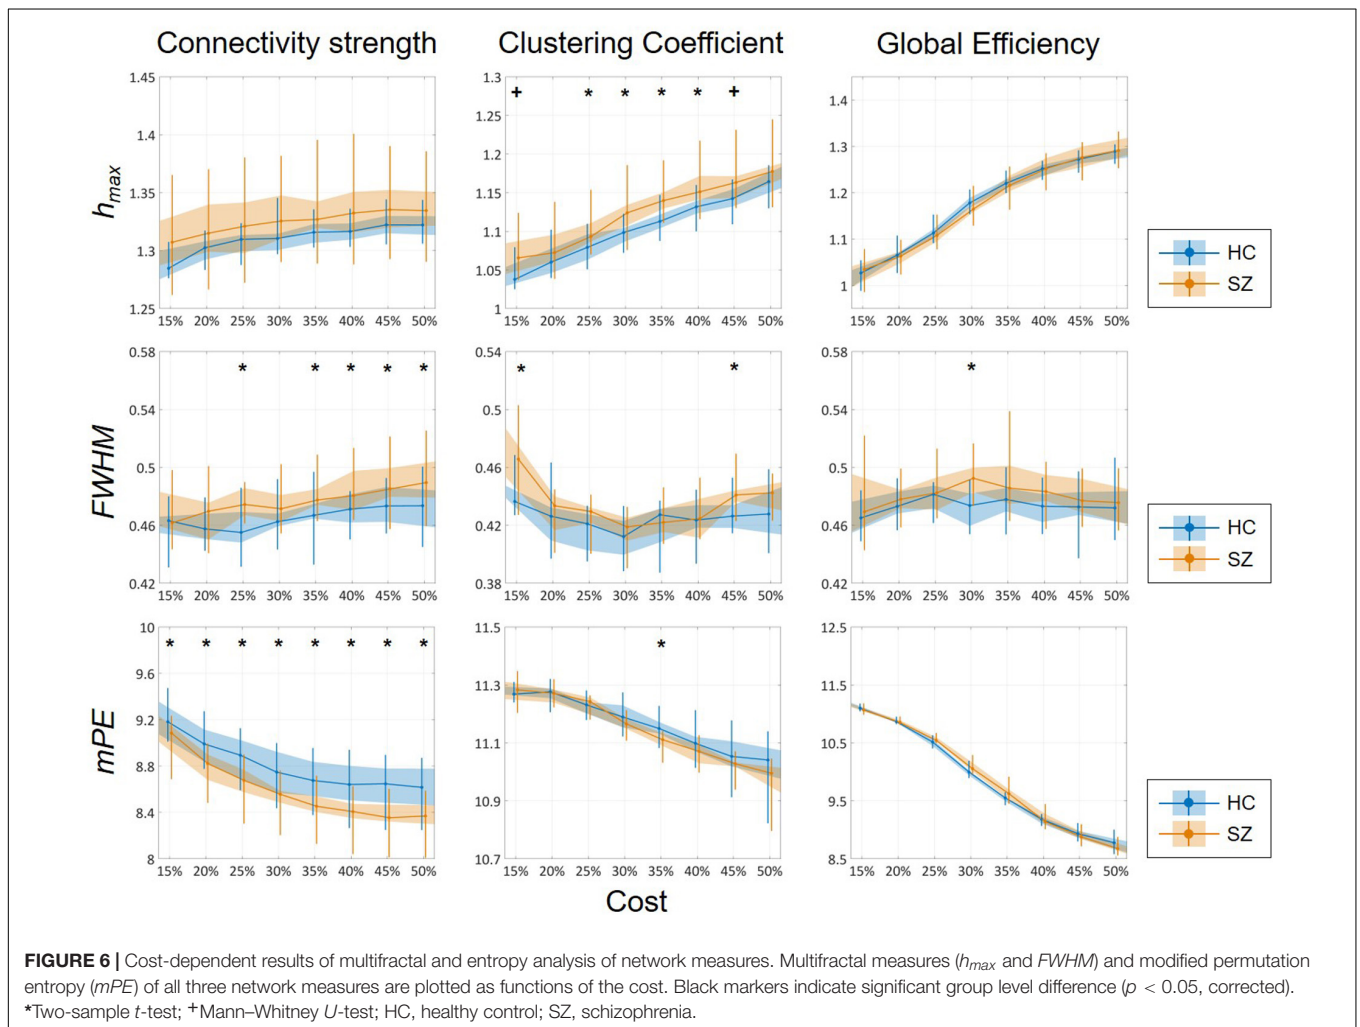 Connectivity strength Clustering Coefficient Global Efficiency
h_max
1.45
1.4
1.35
1.3
1.25
15% 20% 25% 30% 35% 40% 45% 50%
1.3
1.25
1.2
1.15
1.1
1.05
1
+ * * * * +
15% 20% 25% 30% 35% 40% 45% 50%
1.4
1.3
1.2
1.1
1
15% 20% 25% 30% 35% 40% 45% 50%
HC
SZ
FWHM
0.58
0.54
0.5
0.46
0.42
* * * * *
15% 20% 25% 30% 35% 40% 45% 50%
0.54
0.5
0.46
0.42
0.38
* *
15% 20% 25% 30% 35% 40% 45% 50%
0.58
0.54
0.5
0.46
0.42
*
15% 20% 25% 30% 35% 40% 45% 50%
HC
SZ
mPE
10
9.6
9.2
8.8
8.4
8
* * * * * * * *
15% 20% 25% 30% 35% 40% 45% 50%
11.5
11.3
11.1
10.9
10.7
*
15% 20% 25% 30% 35% 40% 45% 50%
12.5
11.5
10.5
9.5
8.5
15% 20% 25% 30% 35% 40% 45% 50%
HC
SZ
Cost
FIGURE 6 | Cost-dependent results of multifractal and entropy analysis of network measures. Multifractal measures (h_max and FWHM) and modified permutation
entropy (mPE) of all three network measures are plotted as functions of the cost. Black markers indicate significant group level difference (p < 0.05, corrected).
*Two-sample t-test; +Mann–Whitney U-test; HC, healthy control; SZ, schizophrenia.